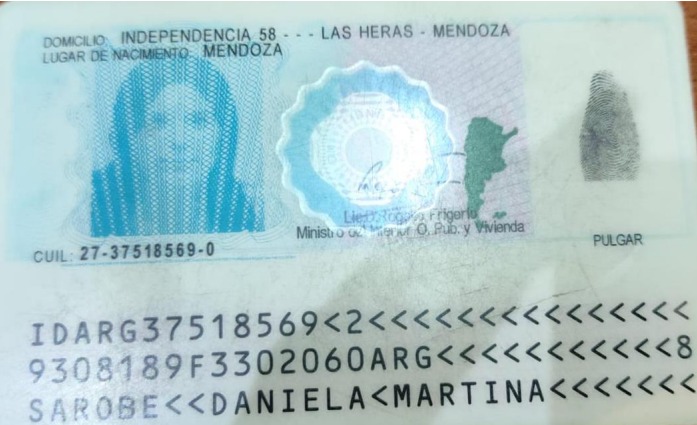 DOMICILIO: INDEPENDENCIA 58 - - - LAS HERAS - MENDOZA
LUGAR DE NACIMIENTO: MENDOZA
Lic. Rogelio Frigerio
Ministro del Interior, O. Púb. y Vivienda
CUIL: 27-37518569-0
PULGAR
IDARG37518569<2<<<<<<<<<<<<<<<
9308189F3302060ARG<<<<<<<<<<<8
SAROBE<<DANIELA<MARTINA<<<<<<<